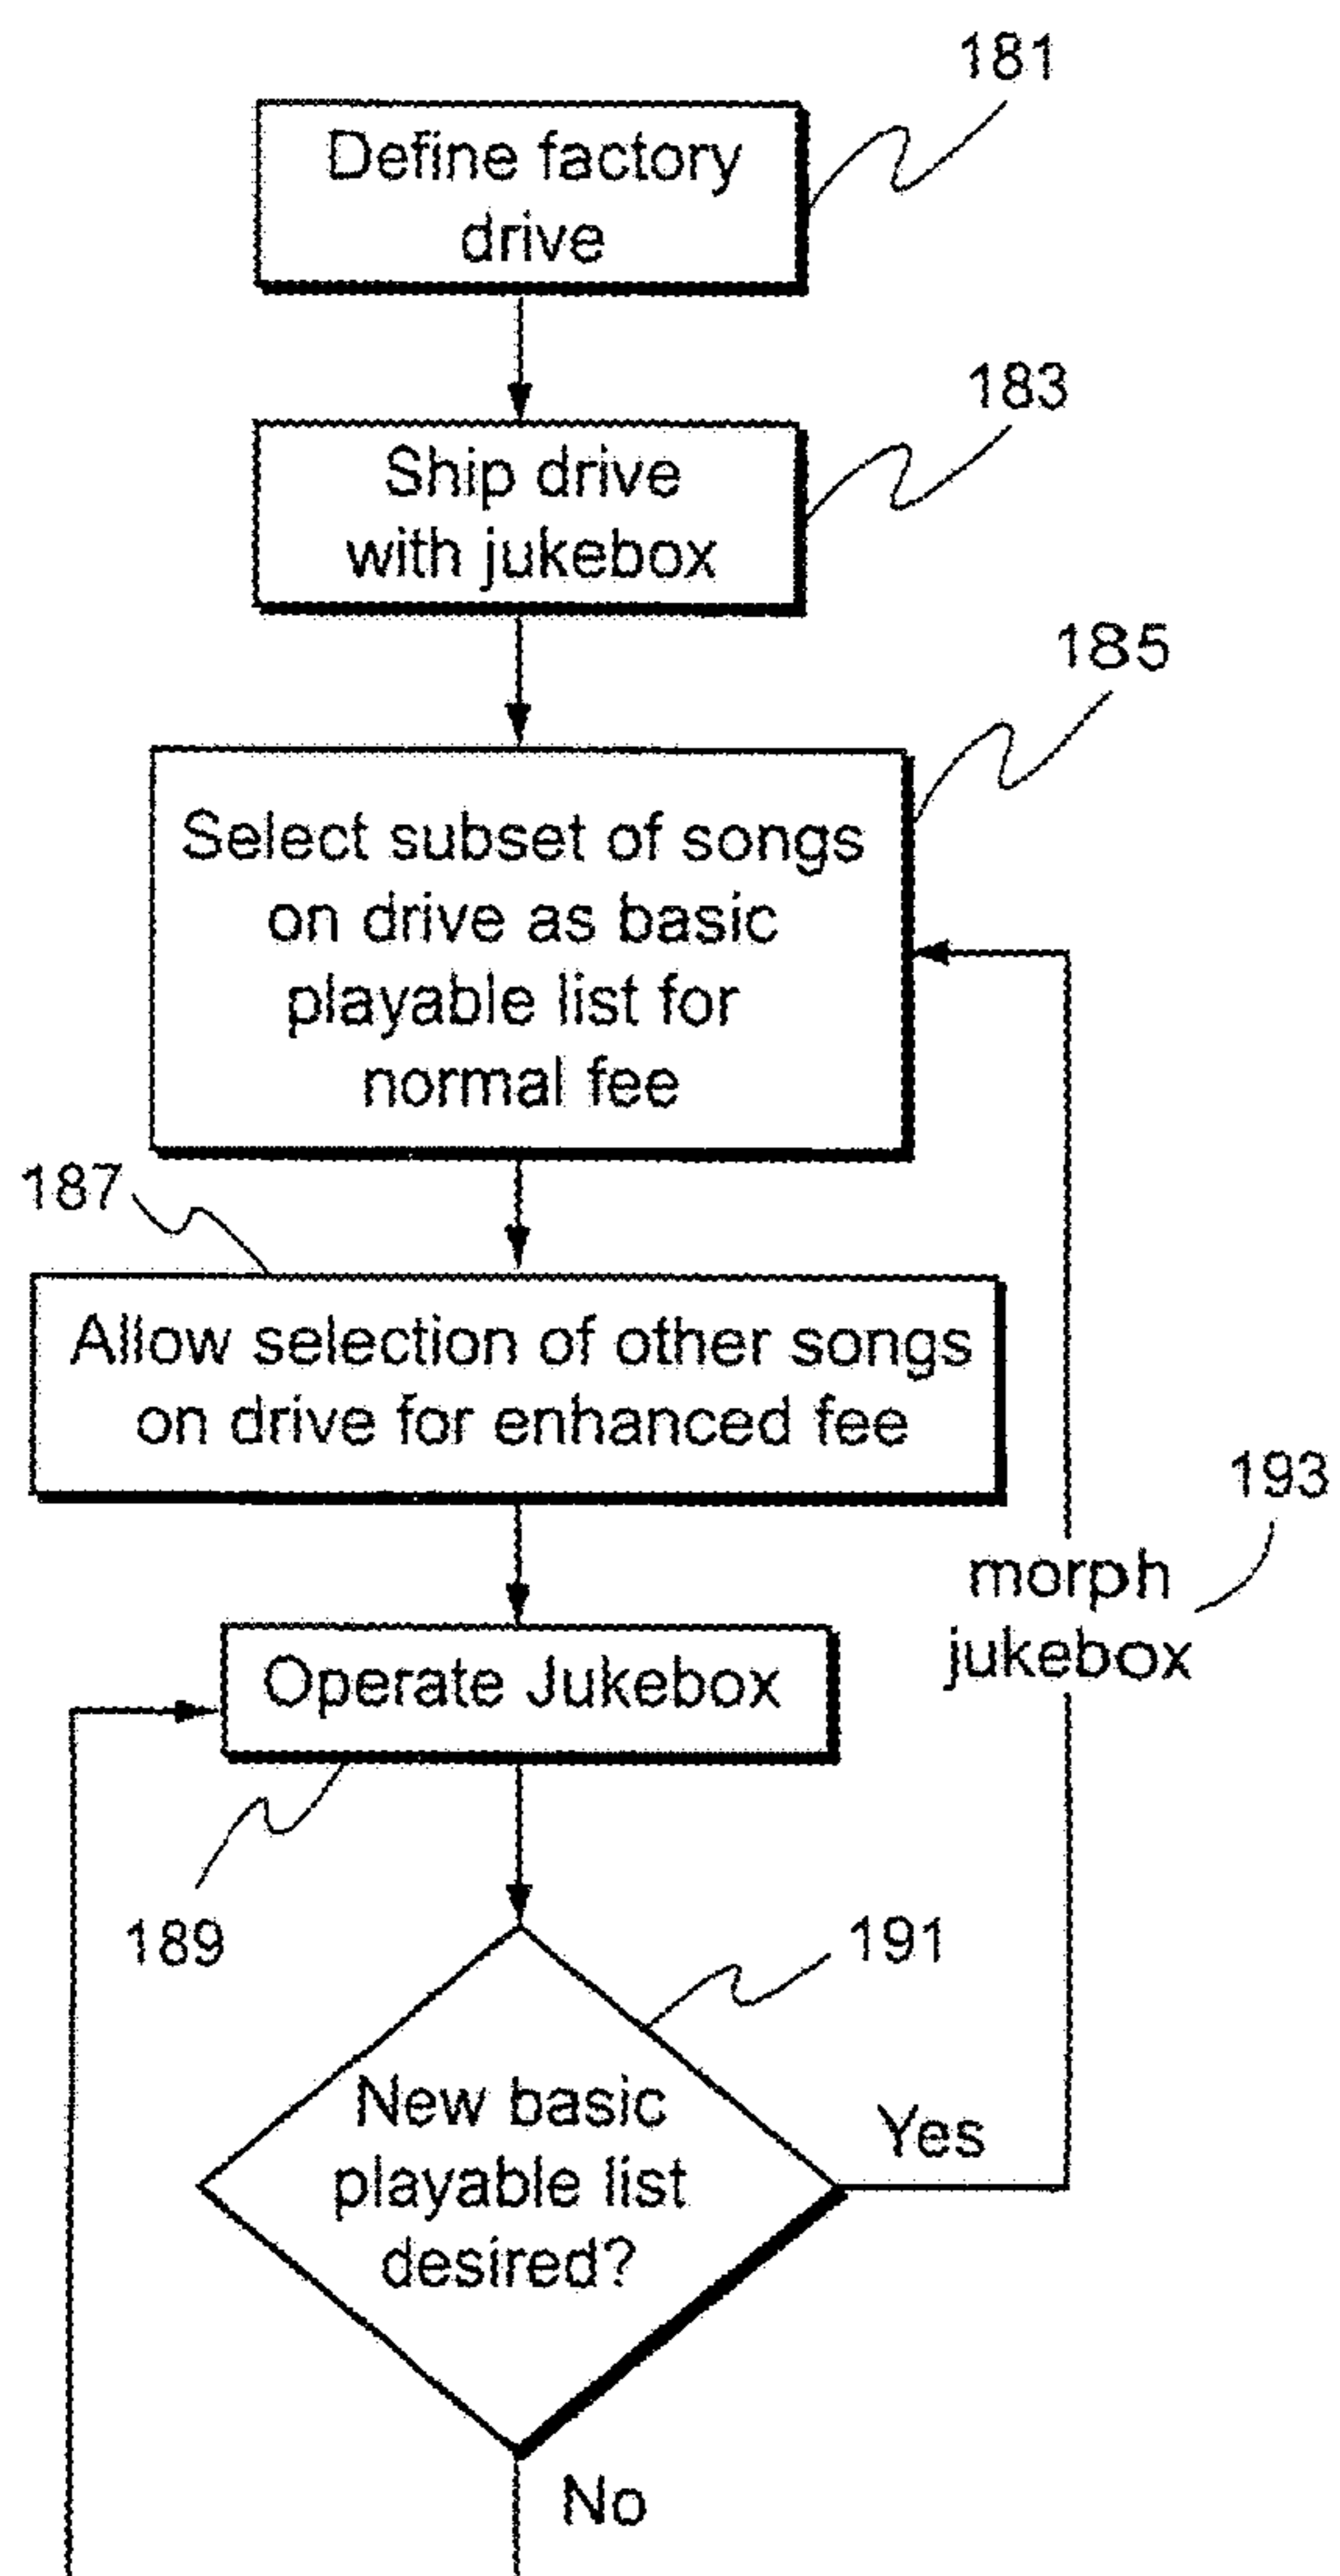 181
Define factory
drive
183
Ship drive
with jukebox
185
Select subset of songs
on drive as basic
playable list for
normal fee
187
Allow selection of other songs
on drive for enhanced fee
193
morph
jukebox
Operate Jukebox
189
191
New basic
playable list
desired?
Yes
No